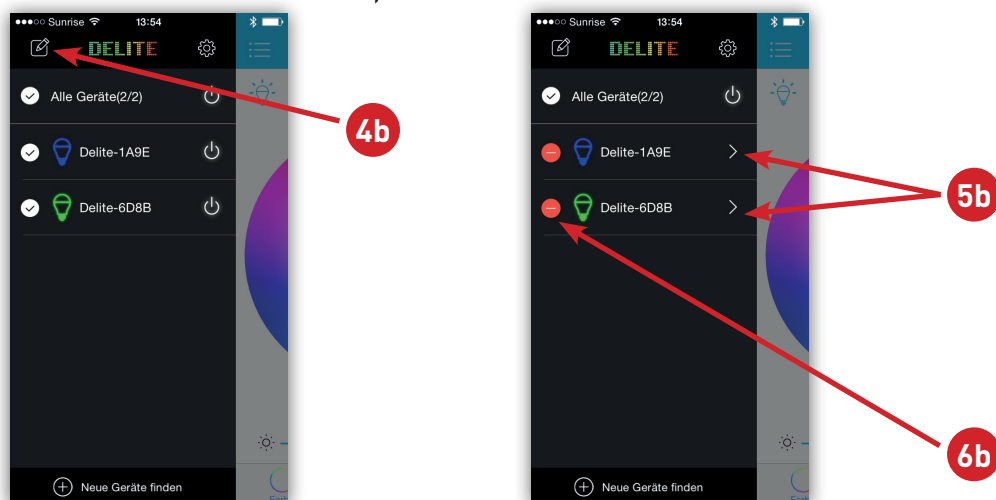 Sunrise 13:54
DELITE
Alle Geräte(2/2)
Delite-1A9E
Delite-6D8B
Neue Geräte finden
4b
Sunrise 13:54
DELITE
Alle Geräte(2/2)
Delite-1A9E
Delite-6D8B
Neue Geräte finden
5b
6b